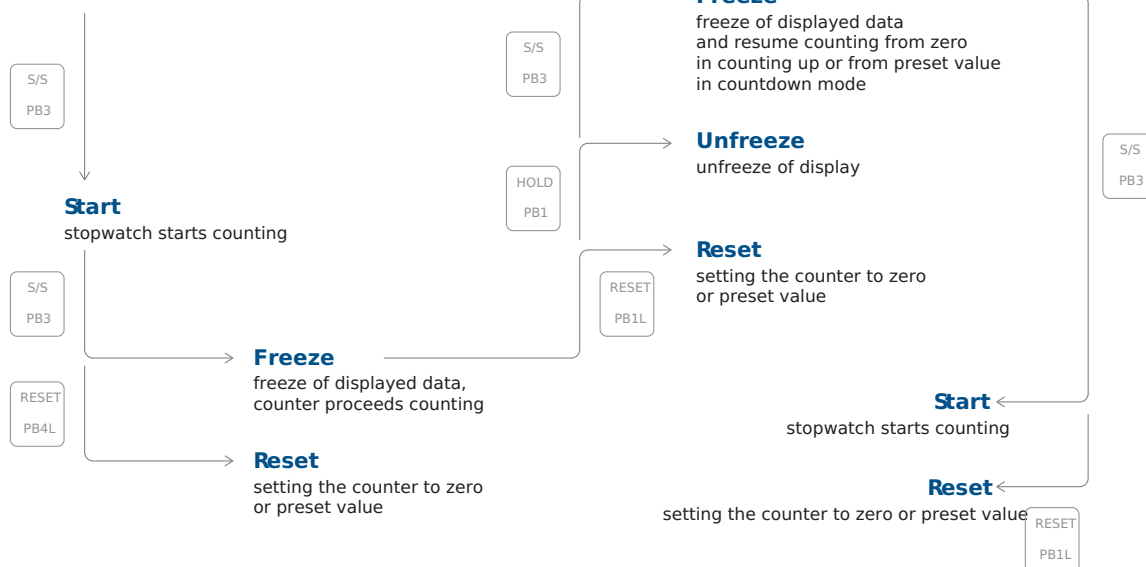 S/S
PB3
Start
stopwatch starts counting
S/S
PB3
Freeze
freeze of displayed data,
counter proceeds counting
RESET
PB4L
Reset
setting the counter to zero
or preset value
S/S
PB3
Freeze
freeze of displayed data
and resume counting from zero
in counting up or from preset value
in countdown mode
HOLD
PB1
Unfreeze
unfreeze of display
RESET
PB1L
Reset
setting the counter to zero
or preset value
S/S
PB3
Start
stopwatch starts counting
Reset
setting the counter to zero or preset value
RESET
PB1L